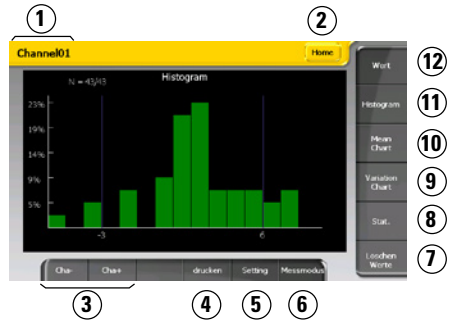 1
2
Channel01
Home
N = 43/43
Histogram
23%
19%
14%
9%
5%
-3
6
Wert
12
Histogram
11
Mean
Chart
10
Variation
Chart
9
Stat.
8
Löschen
Werte
7
Cha-
Cha+
drucken
Setting
Messmodus
3
4
5
6